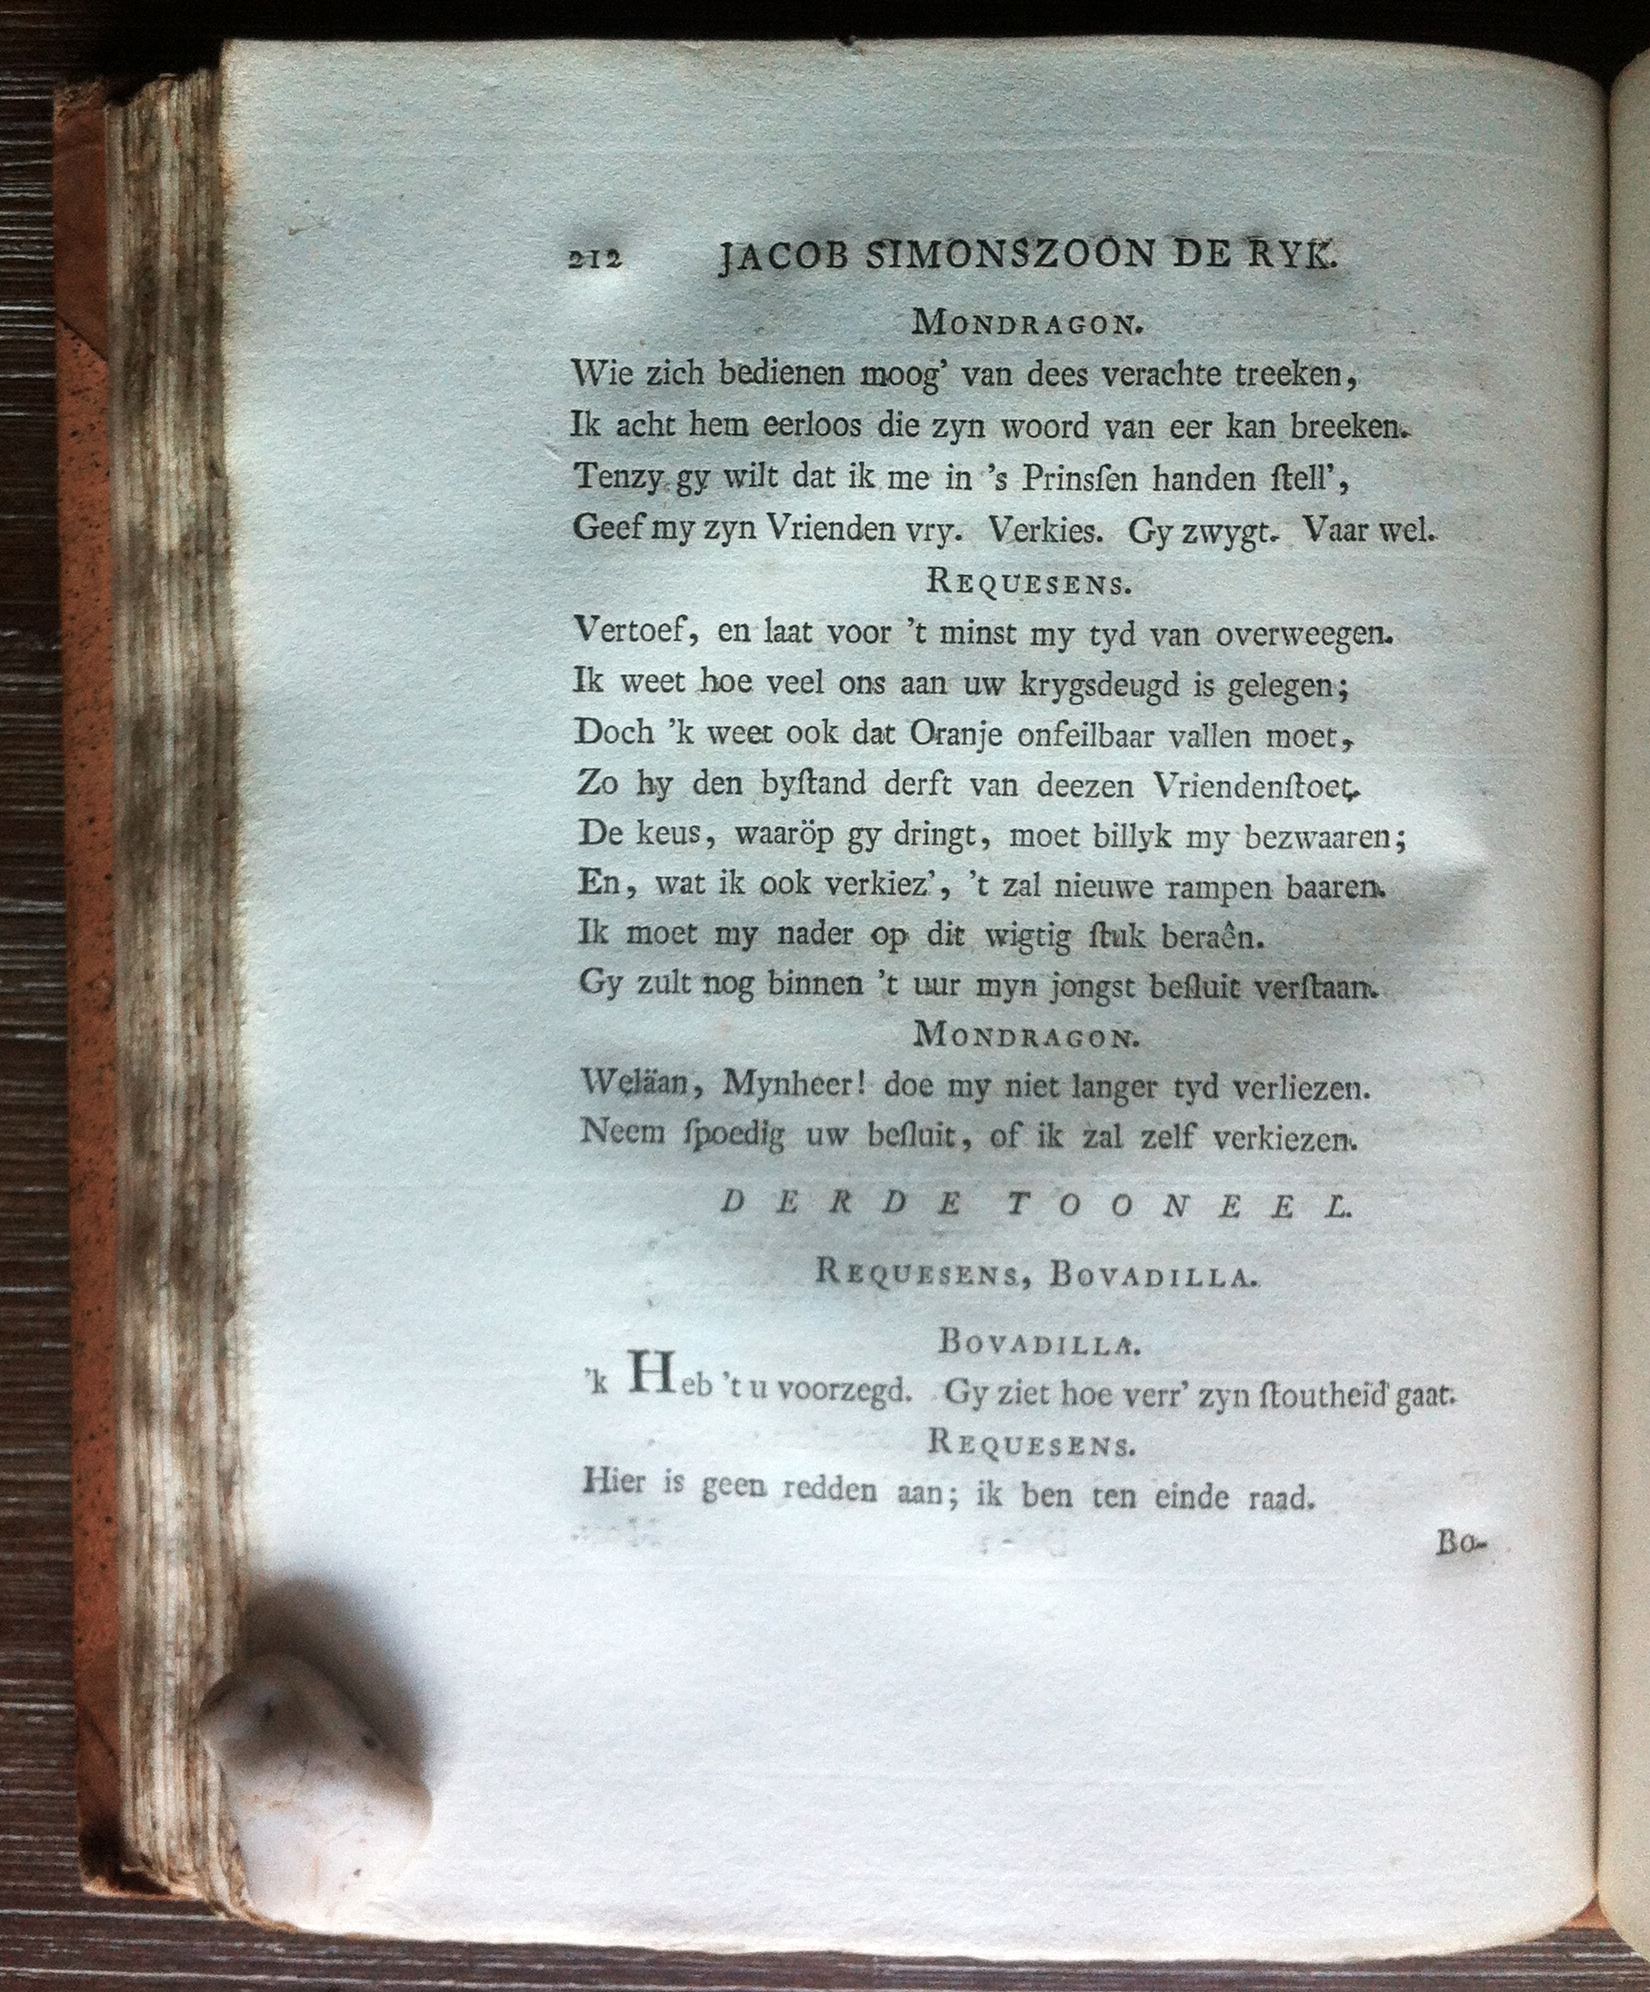 212 JACOB SIMONSZOON DE RYK.
MONDRAGON.
Wie zich bedienen moog’ van dees verachte treeken,
Ik acht hem eerloos die zyn woord van eer kan breeken.
Tenzy gy wilt dat ik me in ’s Prinsſen handen ſtell’,
Geef my zyn Vrienden vry. Verkies. Gy zwygt. Vaar wel.
REQUESENS.
Vertoef, en laat voor ’t minst my tyd van overweegen.
Ik weet hoe veel ons aan uw krygsdeugd is gelegen;
Doch ’k weet ook dat Oranje onfeilbaar vallen moet,
Zo hy den byſtand derft van deezen Vriendenſtoet.
De keus, waaröp gy dringt, moet billyk my bezwaaren;
En, wat ik ook verkiez’, ’t zal nieuwe rampen baaren.
Ik moet my nader op dit wigtig ſtuk beraên.
Gy zult nog binnen ’t uur myn jongst beſluit verſtaan.
MONDRAGON.
Weläan, Mynheer! doe my niet langer tyd verliezen.
Neem ſpoedig uw beſluit, of ik zal zelf verkiezen.
DERDE TOONEEL.
REQUESENS, BOVADILLA.
BOVADILLA.
’k Heb ’t u voorzegd. Gy ziet hoe verr’ zyn ſtoutheid gaat.
REQUESENS.
Hier is geen redden aan; ik ben ten einde raad.
Bo-